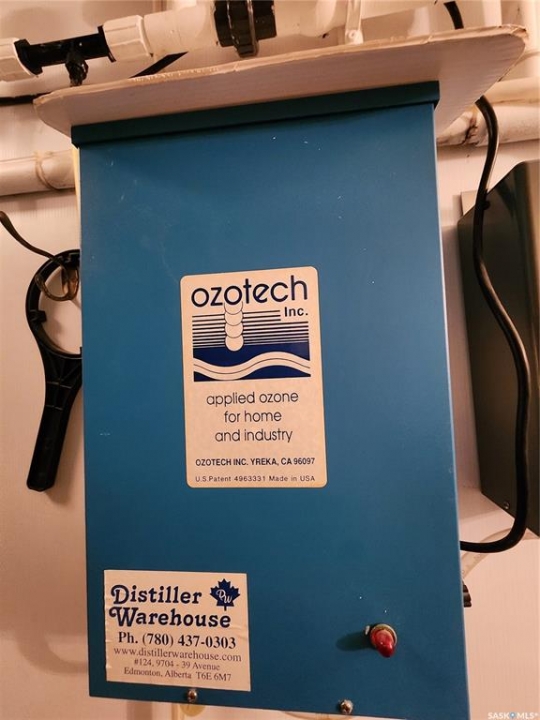 ozotech
Inc.
applied ozone
for home
and industry
OZOTECH INC. YREKA, CA 96097
U.S. Patent 4963331 Made in USA
Distiller DW
Warehouse
Ph. (780) 437-0303
www.distillerwarehouse.com
#124, 9704 - 39 Avenue
Edmonton, Alberta T6E 6M7
SASK MLS®